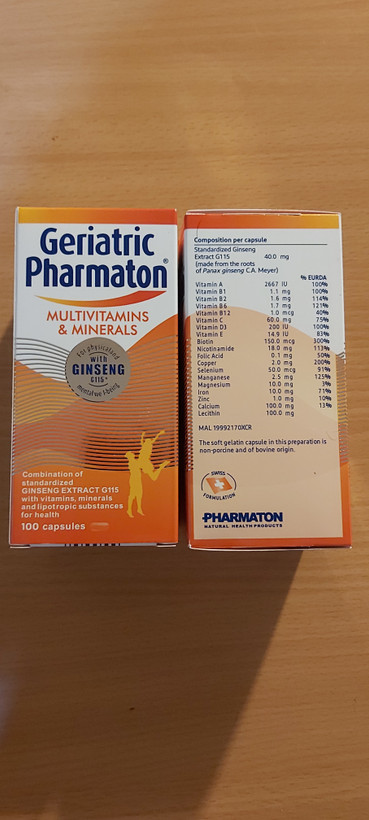 Geriatric
Pharmaton®
MULTIVITAMINS
& MINERALS
For physical and
with
GINSENG
G115®
mental well-being
Combination of
standardized
GINSENG EXTRACT G115
with vitamins, minerals
and lipotropic substances
for health
100 capsules
Composition per capsule
Standardized Ginseng
Extract G115 40.0 mg
(made from the roots
of Panax ginseng C.A. Meyer)
% EURDA
Vitamin A 2667 IU 100%
Vitamin B1 1.1 mg 100%
Vitamin B2 1.6 mg 114%
Vitamin B6 1.7 mg 121%
Vitamin B12 1.0 mcg 40%
Vitamin C 60.0 mg 75%
Vitamin D3 200 IU 100%
Vitamin E 14.9 IU 83%
Biotin 150.0 mcg 300%
Nicotinamide 18.0 mg 113%
Folic Acid 0.1 mg 50%
Copper 2.0 mg 200%
Selenium 50.0 mcg 91%
Manganese 2.5 mg 125%
Magnesium 10.0 mg 3%
Iron 10.0 mg 71%
Zinc 1.0 mg 10%
Calcium 100.0 mg 13%
Lecithin 100.0 mg
MAL 19992170XCR
The soft gelatin capsule in this preparation is
non-porcine and of bovine origin.
SWISS
FORMULATION
PHARMATON
NATURAL HEALTH PRODUCTS